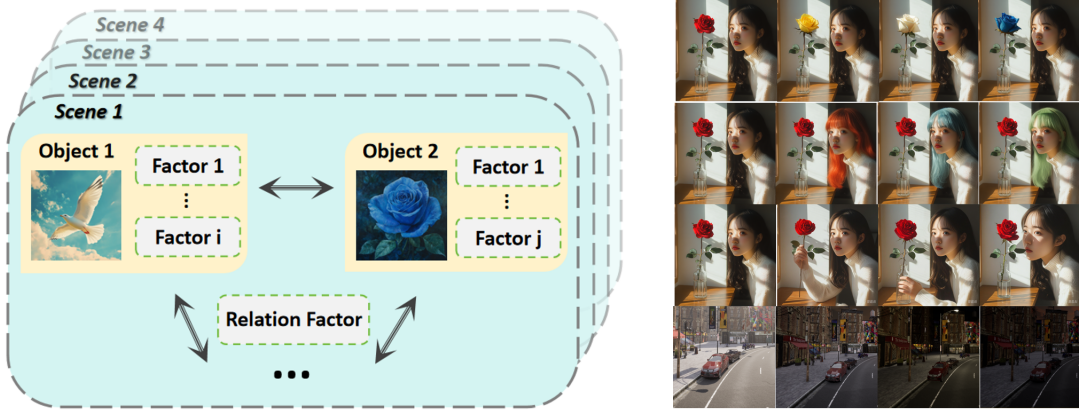 Scene 4
Scene 3
Scene 2
Scene 1
Object 1
Factor 1
⋮
Factor i
Object 2
Factor 1
⋮
Factor j
Relation Factor
...